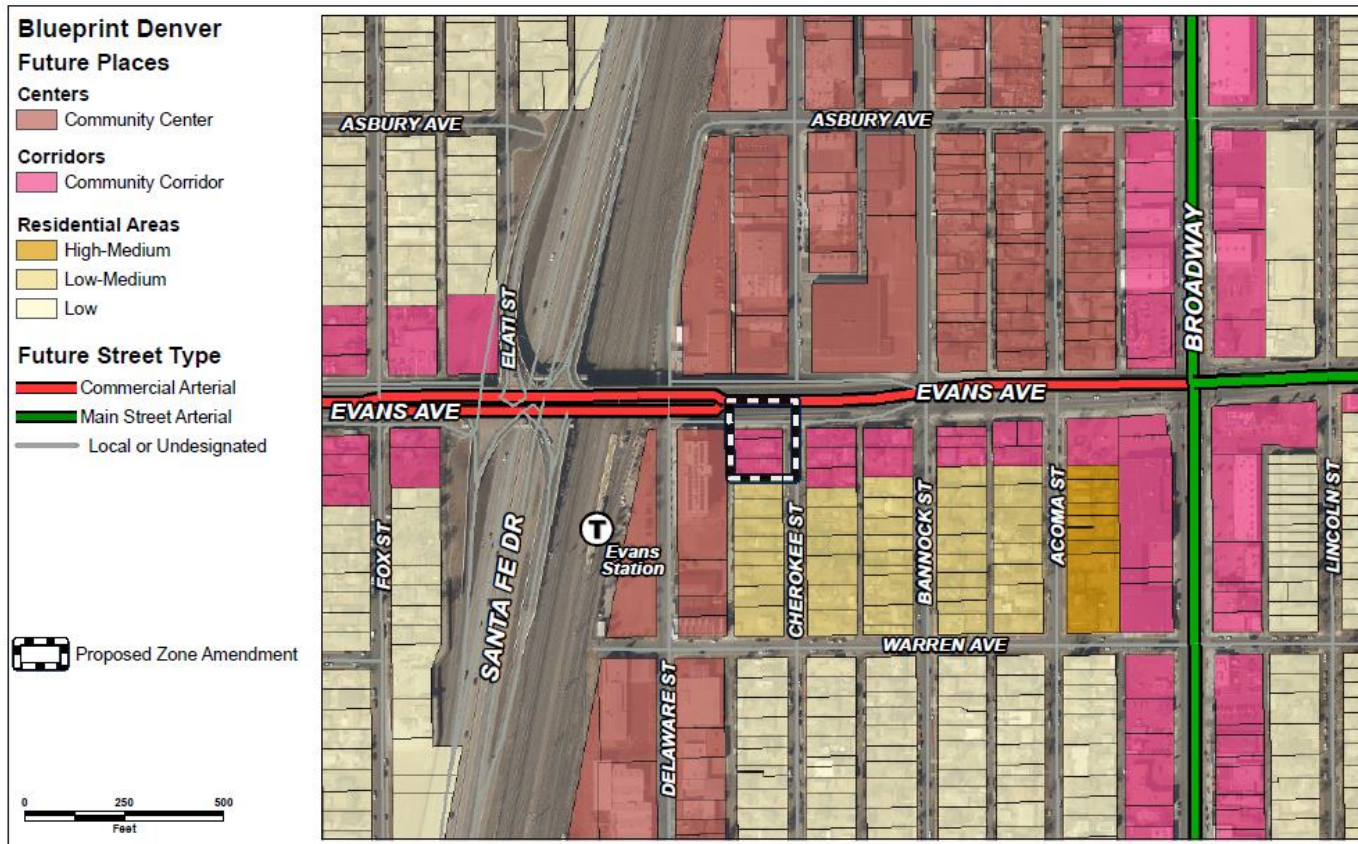 Blueprint Denver
Future Places
Centers
Community Center
Corridors
Community Corridor
Residential Areas
High-Medium
Low-Medium
Low
Future Street Type
Commercial Arterial
Main Street Arterial
Local or Undesignated
Proposed Zone Amendment
0 250 500
Feet
ASBURY AVE
ASBURY AVE
ELATI ST
BROADWAY
EVANS AVE
EVANS AVE
FOX ST
SANTA FE DR
T
Evans
Station
CHEROKEE ST
BANNOCK ST
ACOMA ST
LINCOLN ST
WARREN AVE
DELAWARE ST